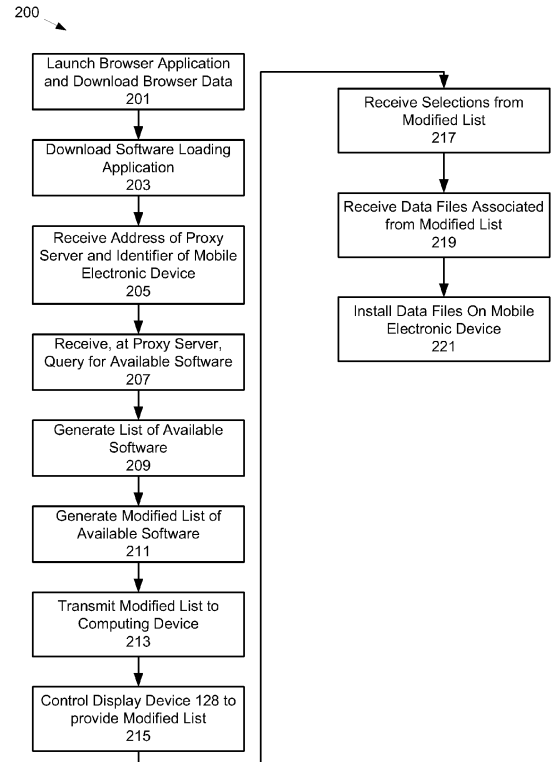 200
Launch Browser Application
and Download Browser Data
201
Download Software Loading
Application
203
Receive Address of Proxy
Server and Identifier of Mobile
Electronic Device
205
Receive, at Proxy Server,
Query for Available Software
207
Generate List of Available
Software
209
Generate Modified List of
Available Software
211
Transmit Modified List to
Computing Device
213
Control Display Device 128 to
provide Modified List
215
Receive Selections from
Modified List
217
Receive Data Files Associated
from Modified List
219
Install Data Files On Mobile
Electronic Device
221